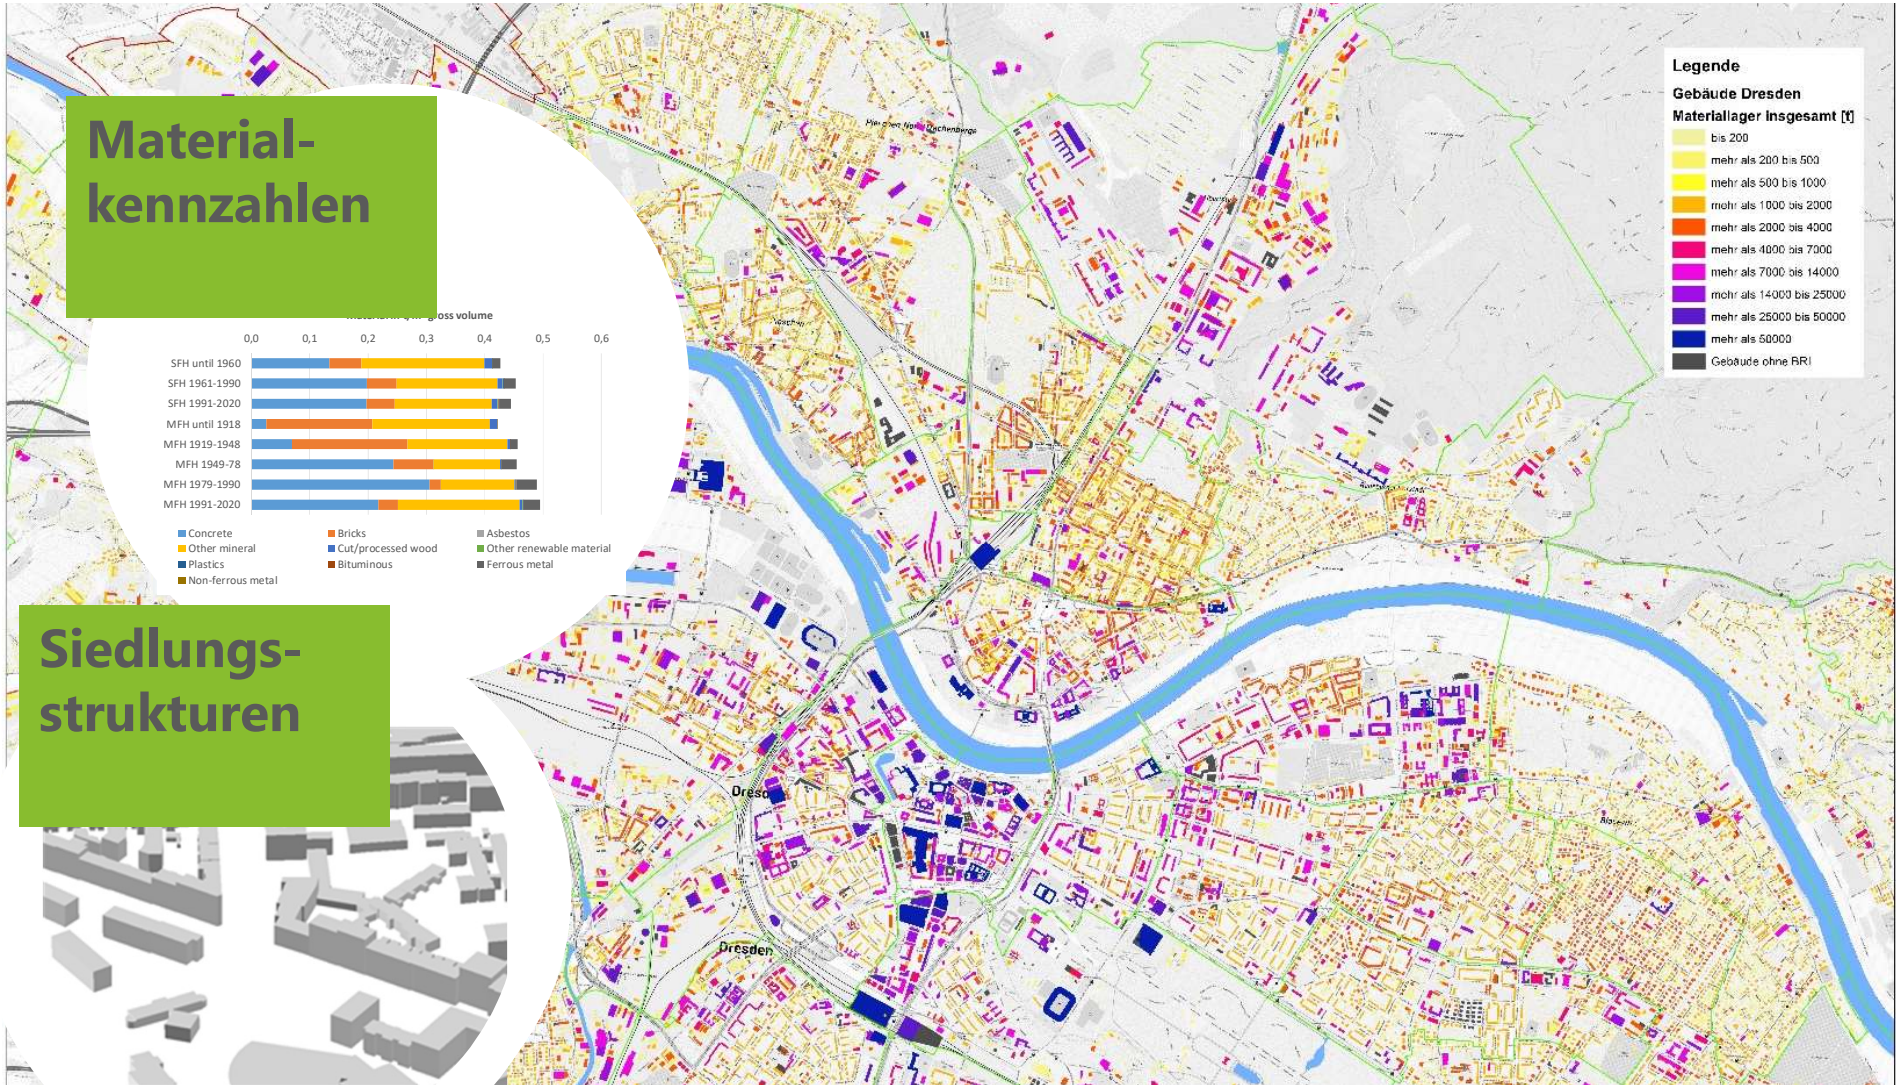 Material-
kennzahlen
gross volume
0,0 0,1 0,2 0,3 0,4 0,5 0,6
SFH until 1960
SFH 1961-1990
SFH 1991-2020
MFH until 1918
MFH 1919-1948
MFH 1949-78
MFH 1979-1990
MFH 1991-2020
Concrete Bricks Asbestos
Other mineral Cut/processed wood Other renewable material
Plastics Bituminous Ferrous metal
Non-ferrous metal
Siedlungs-
strukturen
Legende
Gebäude Dresden
Materiallager insgesamt [t]
bis 200
mehr als 200 bis 500
mehr als 500 bis 1000
mehr als 1000 bis 2000
mehr als 2000 bis 4000
mehr als 4000 bis 7000
mehr als 7000 bis 14000
mehr als 14000 bis 25000
mehr als 25000 bis 50000
mehr als 50000
Gebäude ohne BRI
Dresden